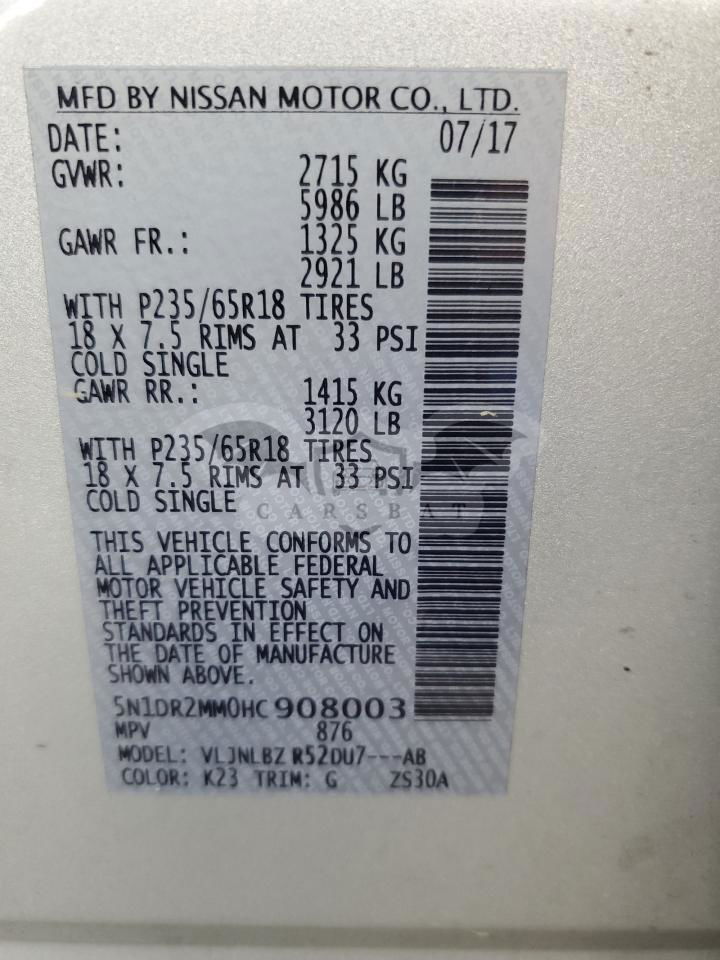 MFD BY NISSAN MOTOR CO., LTD.
DATE: 07/17
GVWR: 2715 KG
5986 LB
GAWR FR.: 1325 KG
2921 LB
WITH P235/65R18 TIRES
18 X 7.5 RIMS AT 33 PSI
COLD SINGLE
GAWR RR.: 1415 KG
3120 LB
WITH P235/65R18 TIRES
18 X 7.5 RIMS AT 33 PSI
COLD SINGLE
CARSBAT
THIS VEHICLE CONFORMS TO
ALL APPLICABLE FEDERAL
MOTOR VEHICLE SAFETY AND
THEFT PREVENTION
STANDARDS IN EFFECT ON
THE DATE OF MANUFACTURE
SHOWN ABOVE.
5N1DR2MM0HC908003
MPV 876
MODEL: VLJNLBZ R52DU7---AB
COLOR: K23 TRIM: G ZS30A